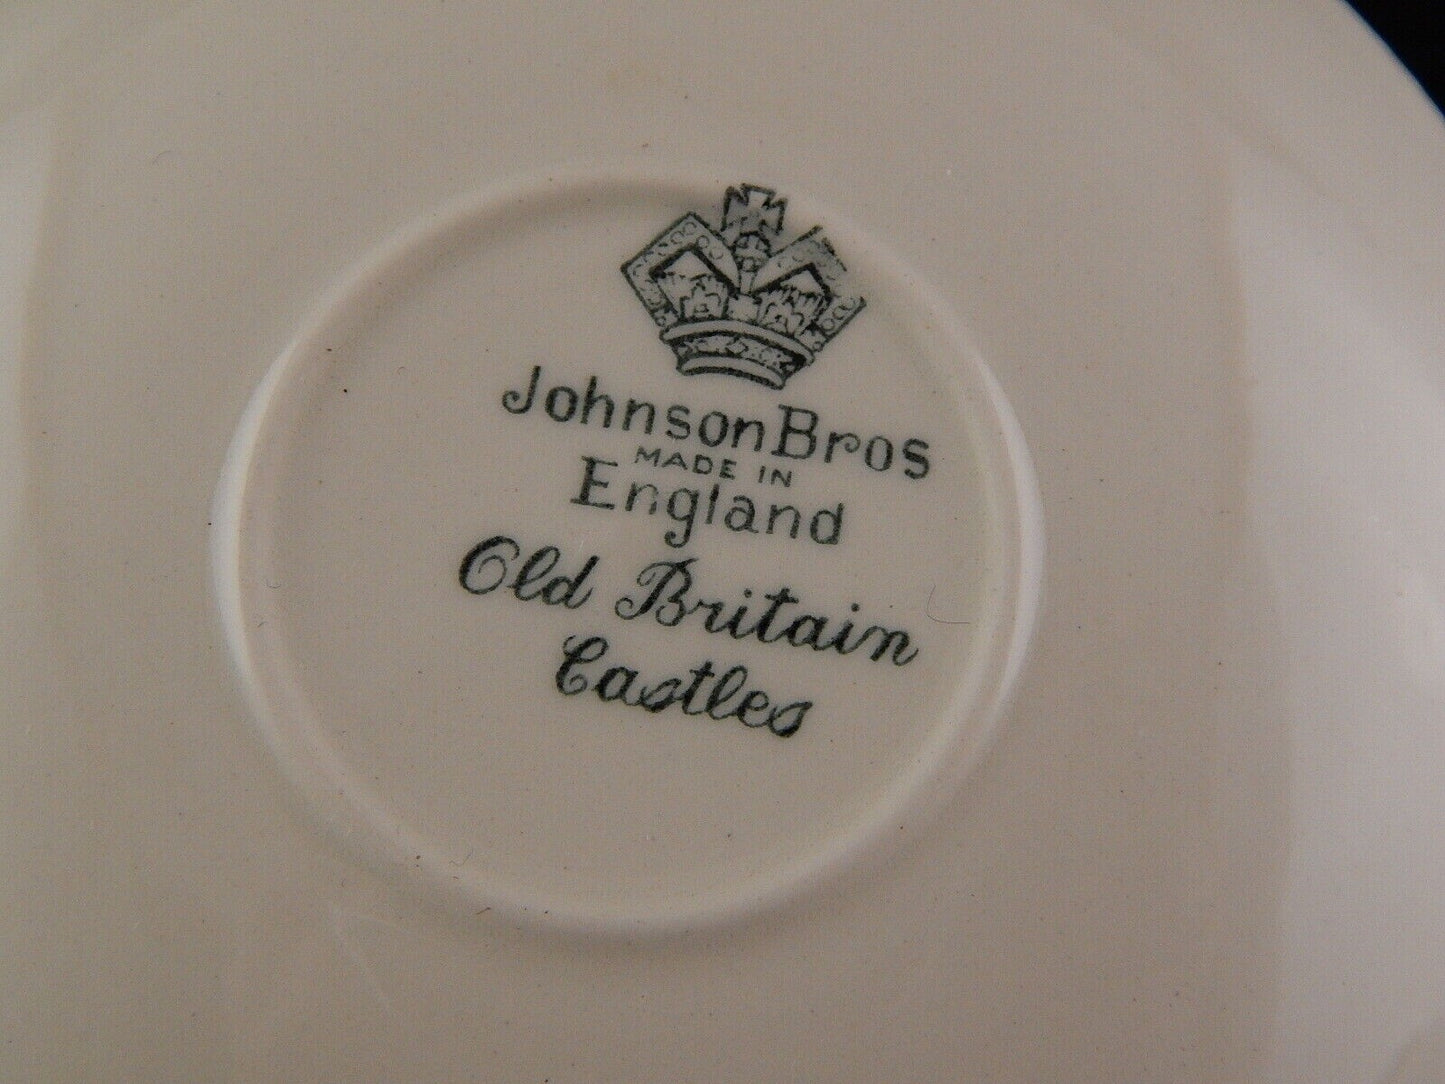 Johnson Bros
MADE IN
England
Old Britain
Castles